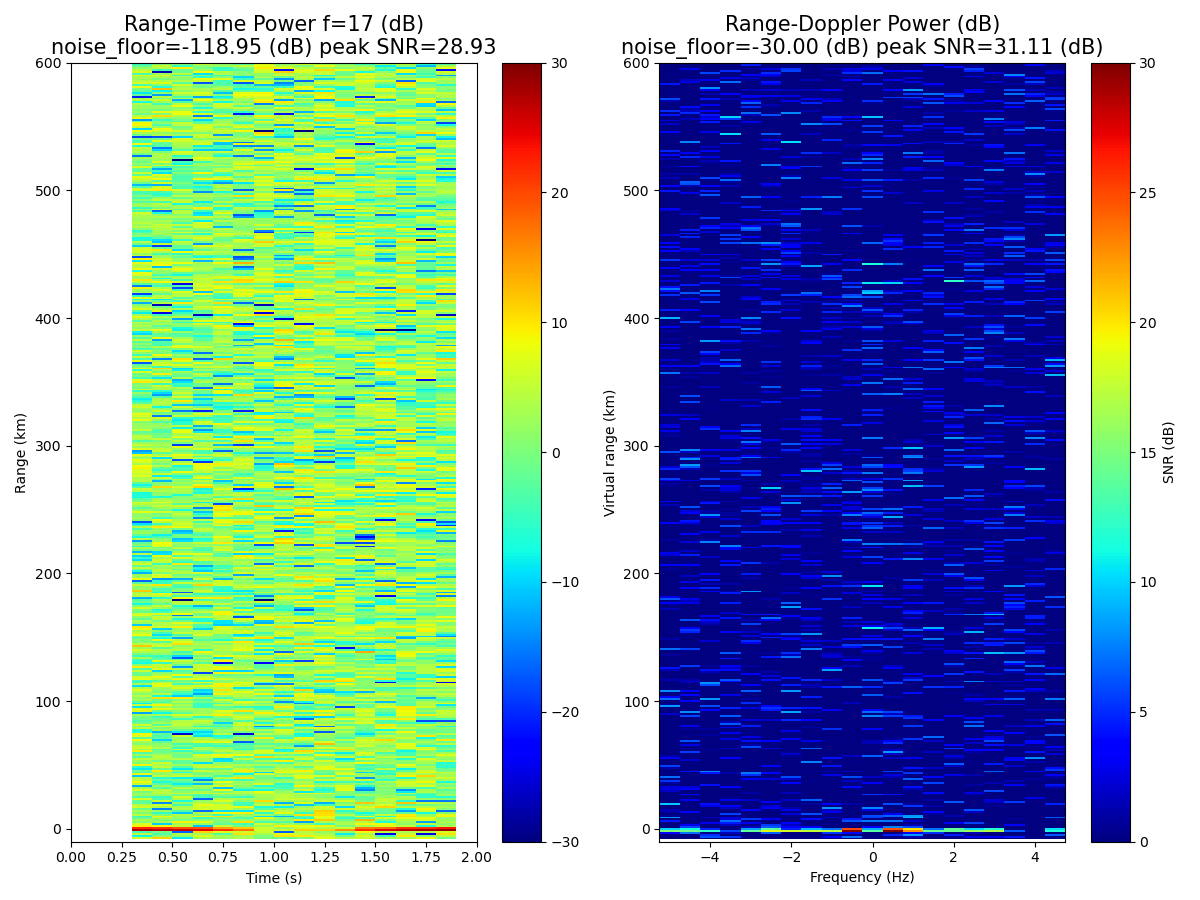 Range-Time Power f=17 (dB)
noise_floor=-118.95 (dB) peak SNR=28.93
600
500
400
300
200
100
0
Range (km)
0.00 0.25 0.50 0.75 1.00 1.25 1.50 1.75 2.00
Time (s)
30
20
10
0
−10
−20
−30
Range-Doppler Power (dB)
noise_floor=-30.00 (dB) peak SNR=31.11 (dB)
600
500
400
300
200
100
0
Virtual range (km)
−4 −2 0 2 4
Frequency (Hz)
30
25
20
15
10
5
0
SNR (dB)